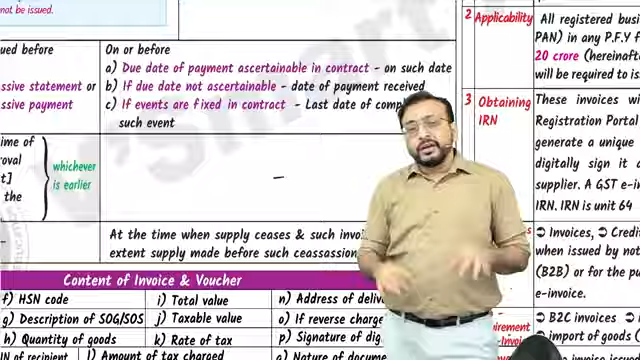 not be issued.
ued before
ssive statement or
ssive payment
On or before
a) Due date of payment ascertainable in contract - on such date
b) If due date not ascertainable - date of payment received
c) If events are fixed in contract - Last date of comp
such event
ime of
oval
t]
the
whichever
is earlier
–
At the time when supply ceases & such invoi
extent supply made before such ceassassion
Content of Invoice & Voucher
f) HSN code
g) Description of SOG/SOS
h) Quantity of goods
IN of recipient
i) Total value
j) Taxable value
k) Rate of tax
l) Amount of tax charged
n) Address of deliv
o) If reverse charge
p) Signature of dig
q) Nature of docume
2 Applicability
All registered busi
PAN) in any P.F.Y f
20 crore (hereinafte
will be required to is
3 Obtaining
IRN
These invoices wi
Registration Portal
generate a unique
digitally sign it a
supplier. A GST e-in
IRN. IRN is unit 64
➲ Invoices, ➲ Credi
when issued by not
(B2B) or for the pu
e-invoice.
➲ B2C invoices ➲
import of goods (